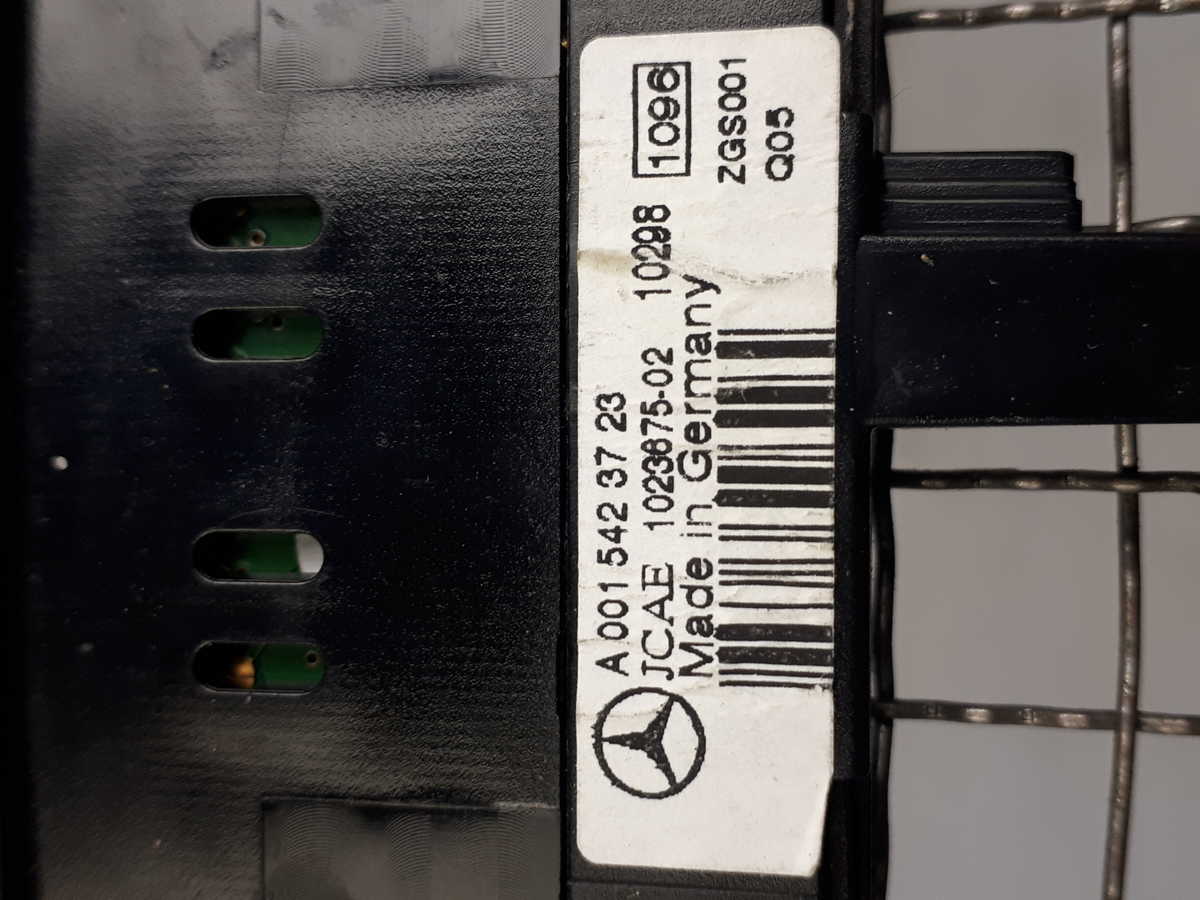 A 001 542 37 23
JCAE 1023675-02 10298 1096
Made in Germany ZGS001
Q05